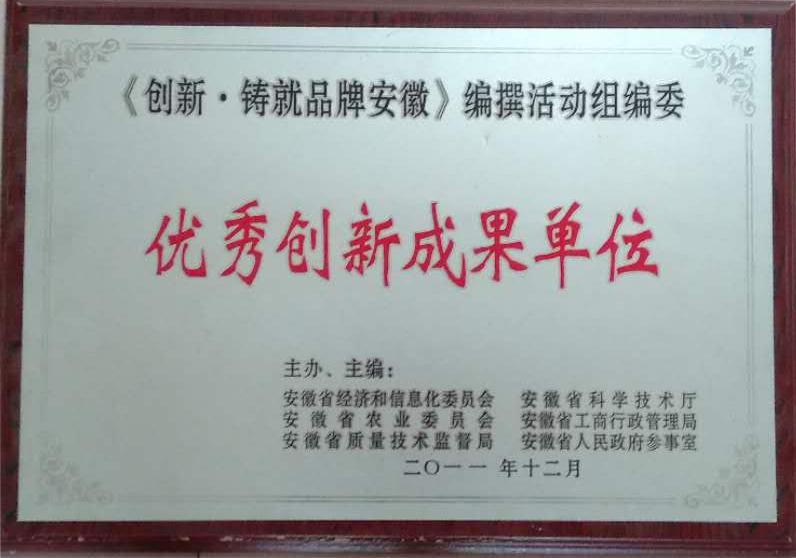 《创新·铸就品牌安徽》编撰活动组编委
优秀创新成果单位
主办、主编：
安徽省经济和信息化委员会 安徽省科学技术厅
安徽省农业委员会 安徽省工商行政管理局
安徽省质量技术监督局 安徽省人民政府参事室
二〇一一年十二月